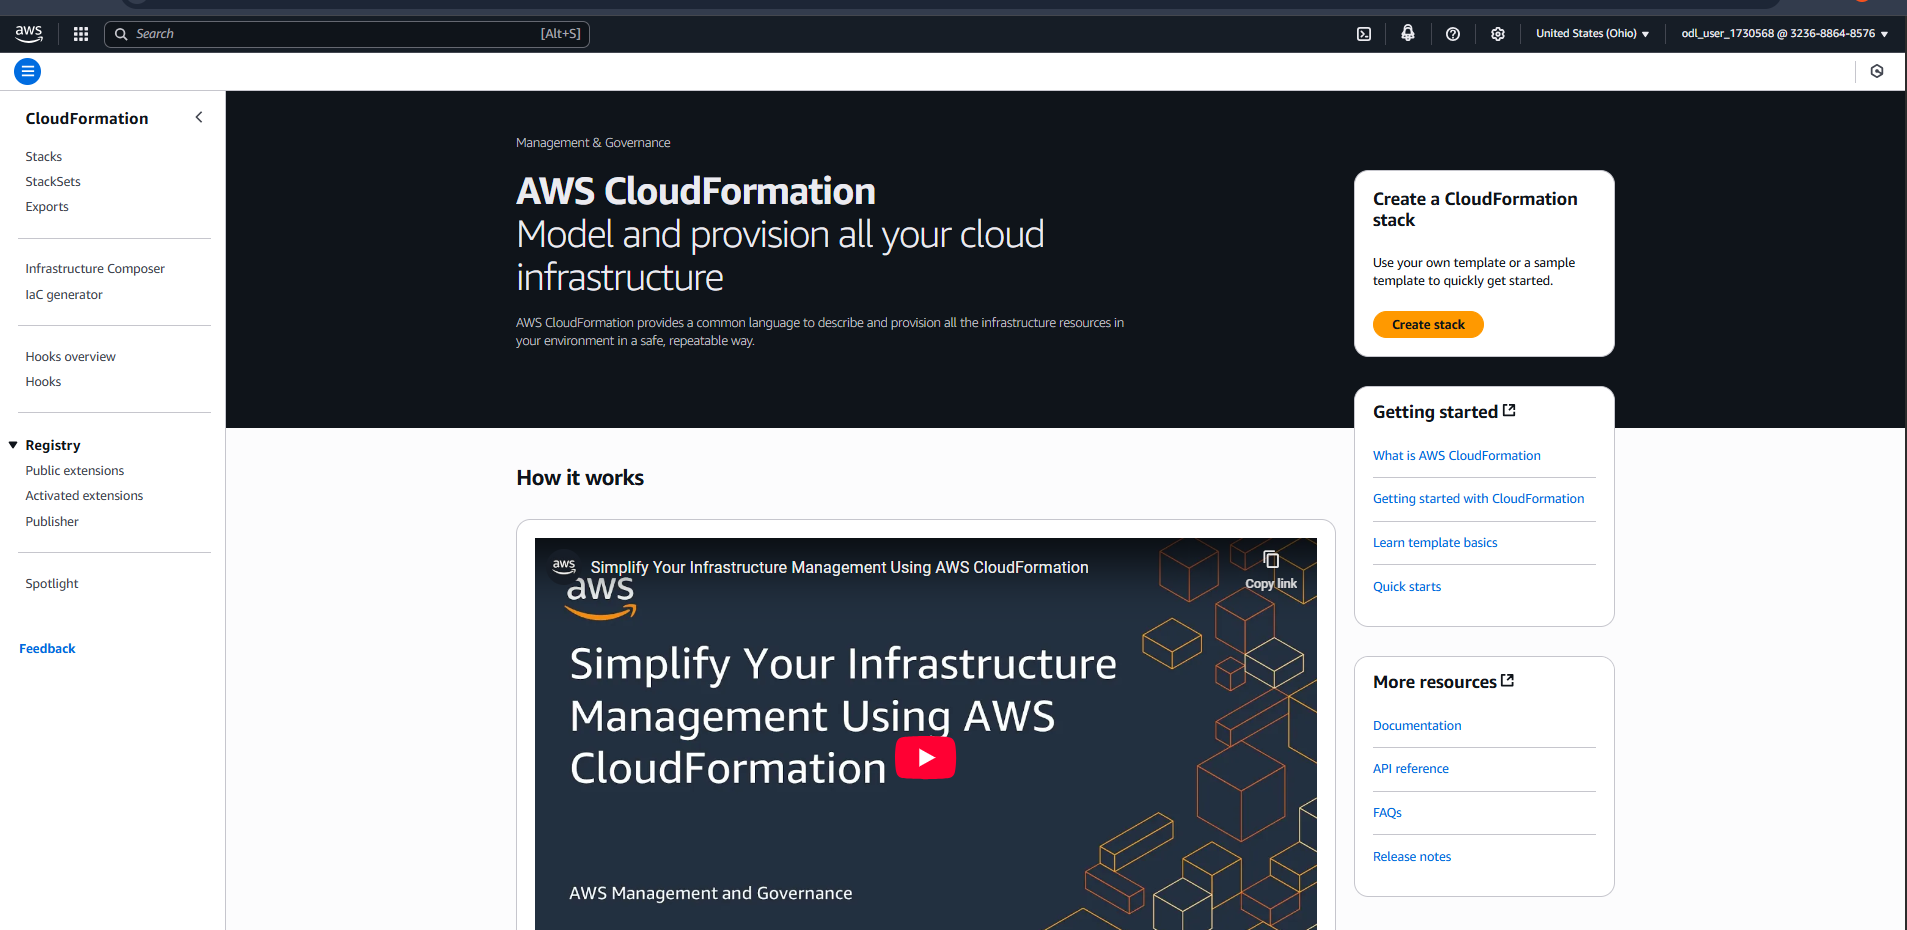 aws
Search
[Alt+S]
United States (Ohio)
odl_user_1730568 @ 3236-8864-8576
CloudFormation
Stacks
StackSets
Exports
Infrastructure Composer
IaC generator
Hooks overview
Hooks
Registry
Public extensions
Activated extensions
Publisher
Spotlight
Feedback
Management & Governance
AWS CloudFormation
Model and provision all your cloud
infrastructure
AWS CloudFormation provides a common language to describe and provision all the infrastructure resources in
your environment in a safe, repeatable way.
Create a CloudFormation
stack
Use your own template or a sample
template to quickly get started.
Create stack
Getting started
What is AWS CloudFormation
Getting started with CloudFormation
Learn template basics
Quick starts
More resources
Documentation
API reference
FAQs
Release notes
How it works
aws
Simplify Your Infrastructure Management Using AWS CloudFormation
Copy link
aws
Simplify Your Infrastructure
Management Using AWS
CloudFormation
AWS Management and Governance